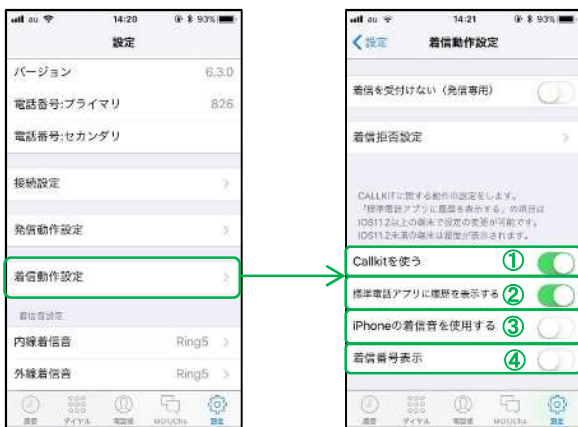 au 14:20 93%
設定
バージョン 6.3.0
電話番号:プライマリ 826
電話番号:セカンダリ
接続設定
発信動作設定
着信動作設定
着信音設定
内線着信音 Ring5
外線着信音 Ring5
履歴 ダイヤル 電話帳 設定
au 14:21 93%
設定 着信動作設定
着信を受付けない（発信専用）
着信拒否設定
CALLKITに関する動作の設定をします。
「標準電話アプリに履歴を表示する」の項目は
iOS11.2以上の端末で設定の変更が可能です。
iOS11.2未満の端末は履歴が表示されます。
Callkitを使う ①
標準電話アプリに履歴を表示する ②
iPhoneの着信音を使用する ③
着信番号表示 ④
履歴 ダイヤル 電話帳 設定